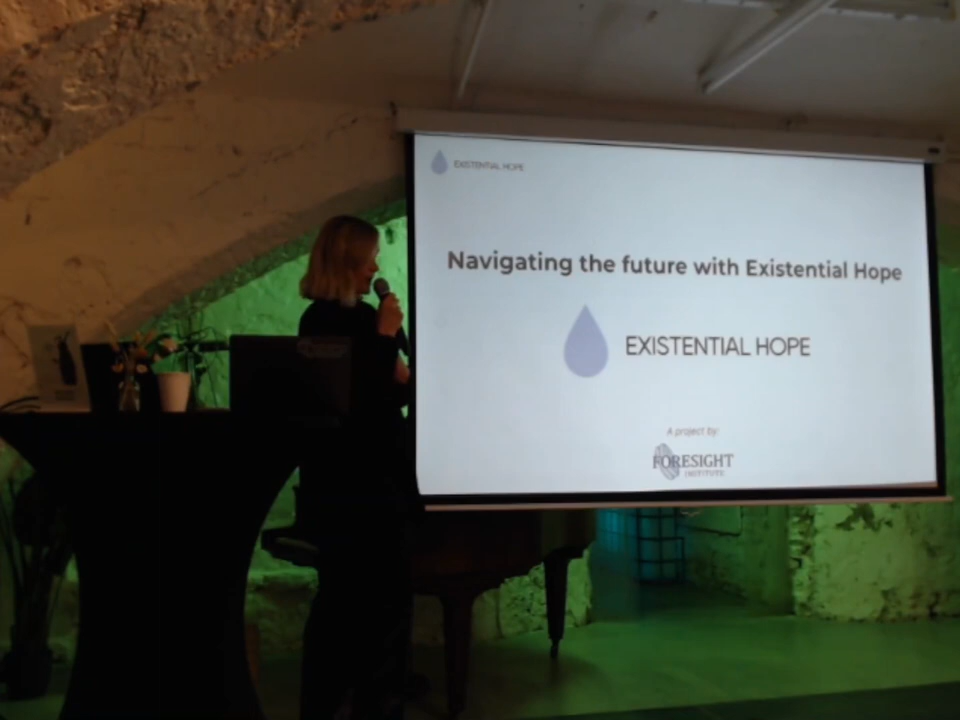 EXISTENTIAL HOPE
Navigating the future with Existential Hope
EXISTENTIAL HOPE
A project by:
FORESIGHT
INSTITUTE